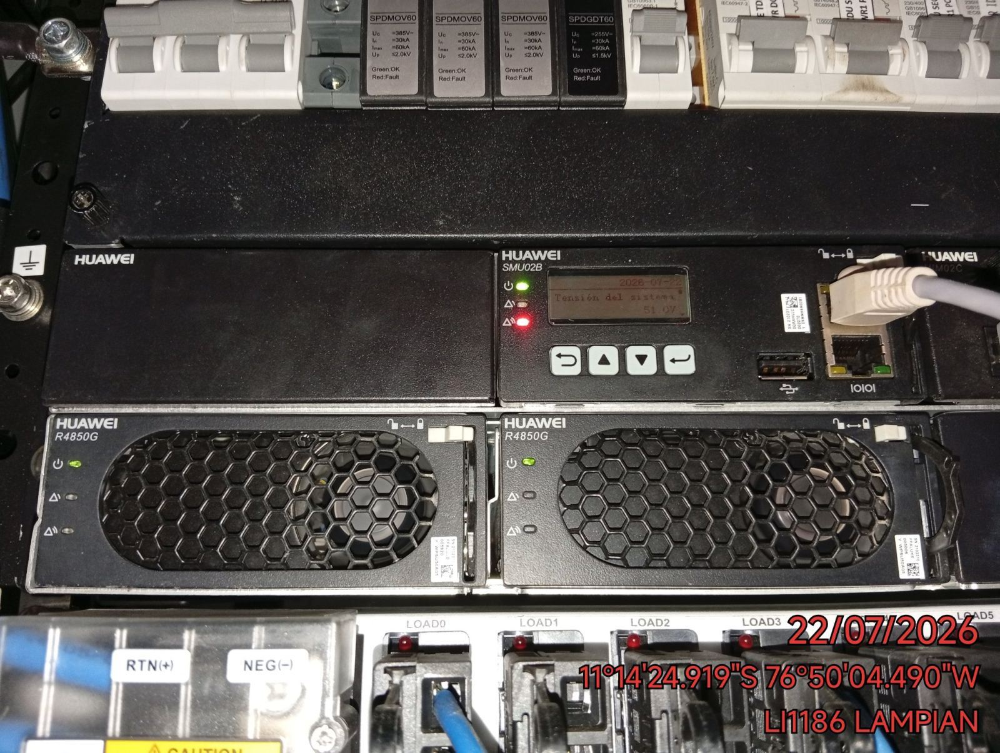 SPDMOV60
Uc =385V~
In =30kA
Imax =60kA
Up ≤2.0kV
Green:OK
Red:Fault
SPDMOV60
Uc =385V~
In =30kA
Imax =60kA
Up ≤2.0kV
Green:OK
Red:Fault
SPDMOV60
Uc =385V~
In =30kA
Imax =60kA
Up ≤2.0kV
Green:OK
Red:Fault
SPDGDT60
Uc =255V~
In =30kA
Imax =60kA
Up ≤1.5kV
Green:OK
Red:Fault
IEC60947-2
HUAWEI
HUAWEI
SMU02B
2026-07-22
Tensión del sistema
51.0V
IOIOI
HUAWEI
HUAWEI
R4850G
HUAWEI
R4850G
LOAD0
LOAD1
LOAD2
LOAD3
LOAD5
RTN(+)
NEG(-)
CAUTION
22/07/2026
11°14'24.919"S 76°50'04.490"W
LI1186 LAMPIAN